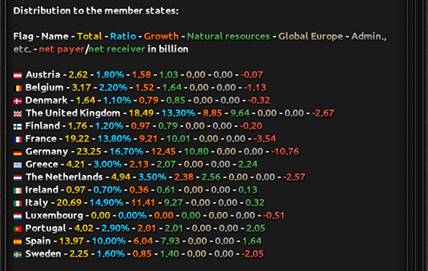 Distribution to the member states:
Flag - Name - Total - Ratio - Growth - Natural resources - Global Europe - Admin.,
etc. - net payer/net receiver in billion
Austria - 2,62 - 1.80% - 1.58 - 1.03 - 0,00 - 0.00 - -0.07
Belgium - 3.17 - 2.20% - 1.52 - 1,64 - 0.00 - 0.00 - -1.13
Denmark - 1,64 - 1.10% - 0.79 - 0.85 - 0.00 - 0.00 - -0.32
The United Kingdom - 18,49 - 13.30% - 8,85 - 9,64 - 0.00 - 0.00 - -2.67
Finland - 1.76 - 1.20% - 0.97 - 0.79 - 0.00 - 0.00 - -0.20
France - 19,22 - 13.80% - 9,21 - 10,01 - 0.00 - 0.00 - -3,54
Germany - 23,25 - 16,70% - 12,45 - 10,80 - 0.00 - 0.00 - -10,76
Greece - 4,21 - 3,00% - 2,13 - 2,07 - 0.00 - 0.00 - 2,24
The Netherlands - 4,94 - 3,50% - 2.38 - 2,56 - 0.00 - 0.00 - -2.57
Ireland - 0,97 - 0,70% - 0,36 - 0,61 - 0.00 - 0.00 - 0,13
Italy - 20,69 - 14,90% - 11,41 - 9,27 - 0.00 - 0.00 - 0,32
Luxembourg - 0,00 - 0,00% - 0,00 - 0,00 - 0.00 - 0.00 - -0,51
Portugal - 4,02 - 2,90% - 2,01 - 2,01 - 0.00 - 0.00 - 2,05
Spain - 13,97 - 10,00% - 6,04 - 7,93 - 0.00 - 0.00 - 1,64
Sweden - 2,25 - 1.60% - 0.85 - 1,40 - 0.00 - 0.00 - -2,05